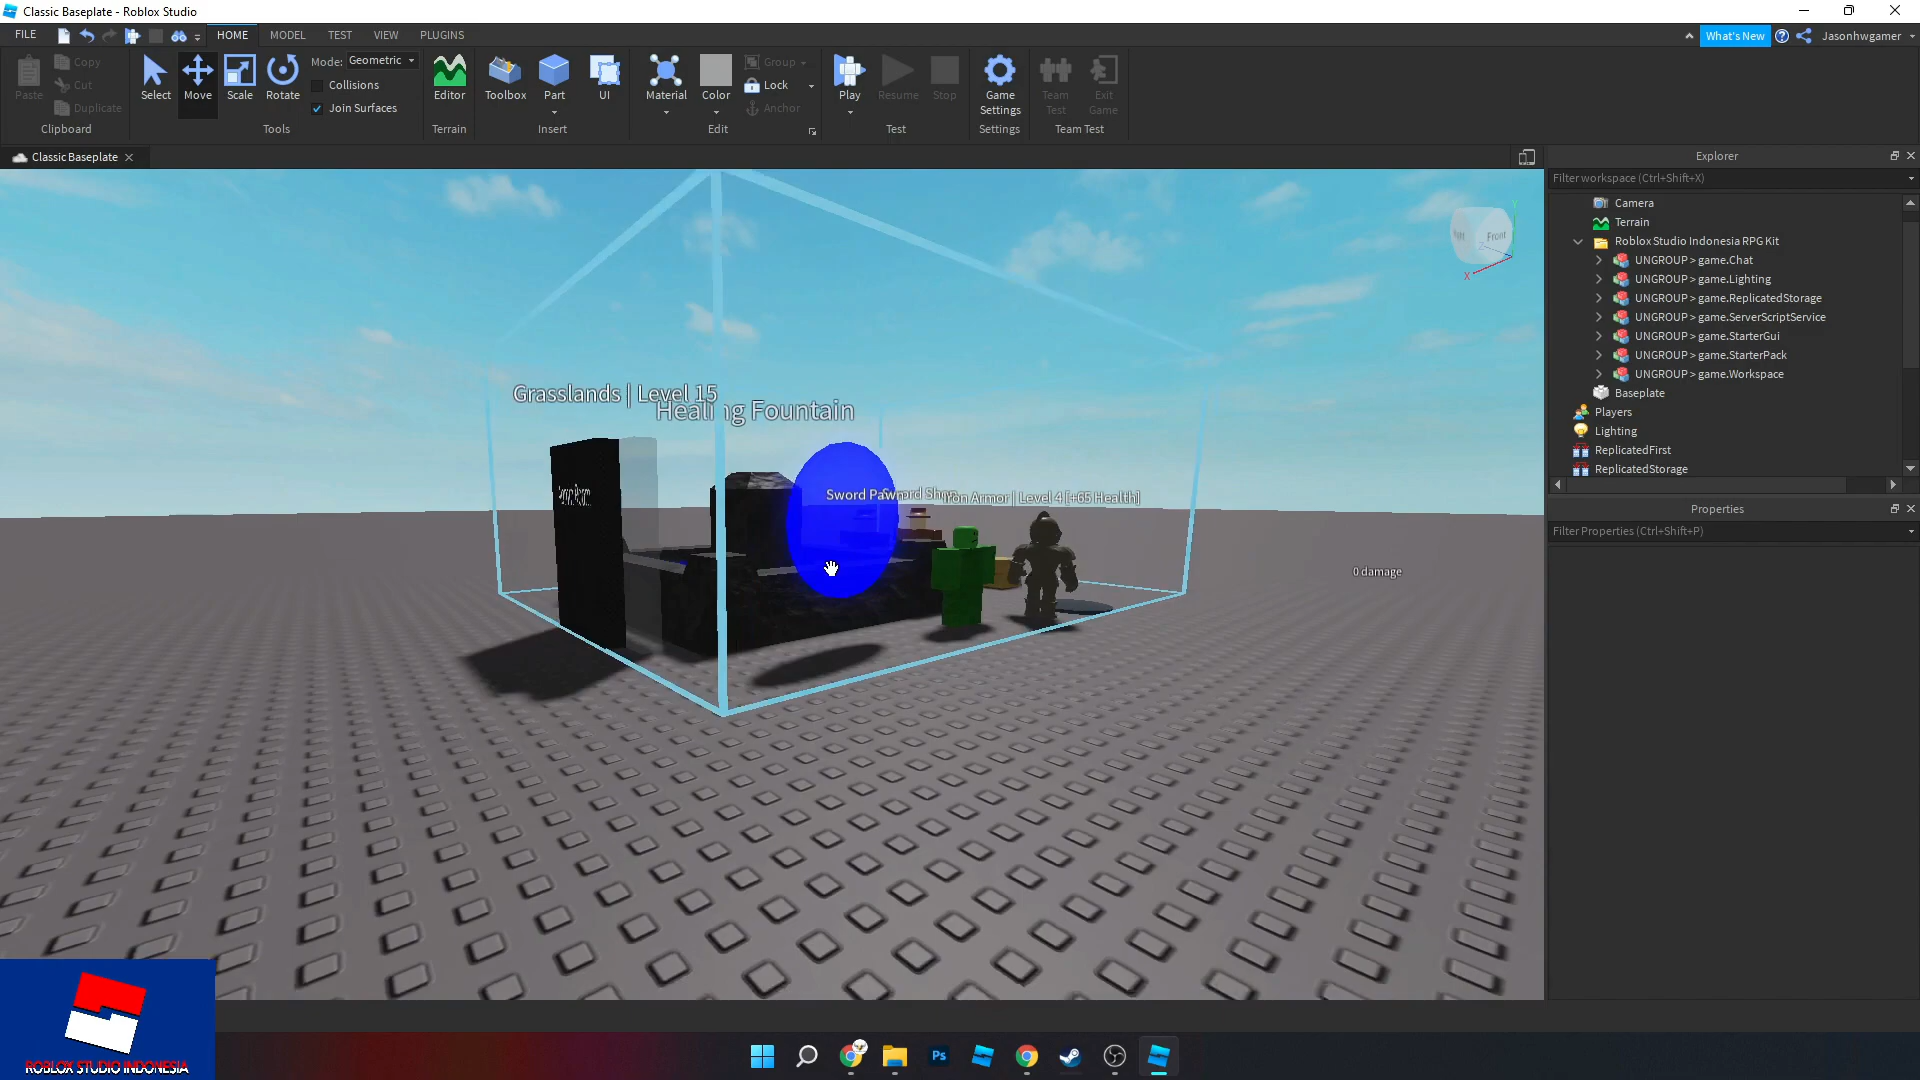 Classic Baseplate - Roblox Studio
FILE
HOME
MODEL
TEST
VIEW
PLUGINS
What's New
Jasonhwgamer
Paste
Copy
Cut
Duplicate
Clipboard
Select
Move
Scale
Rotate
Mode: Geometric
Collisions
Join Surfaces
Tools
Editor
Terrain
Toolbox
Part
UI
Insert
Material
Color
Group
Lock
Anchor
Edit
Play
Resume
Stop
Test
Game
Settings
Settings
Team
Test
Exit
Game
Team Test
Classic Baseplate
Explorer
Filter workspace (Ctrl+Shift+X)
Camera
Terrain
Roblox Studio Indonesia RPG Kit
UNGROUP > game.Chat
UNGROUP > game.Lighting
UNGROUP > game.ReplicatedStorage
UNGROUP > game.ServerScriptService
UNGROUP > game.StarterGui
UNGROUP > game.StarterPack
UNGROUP > game.Workspace
Baseplate
Players
Lighting
ReplicatedFirst
ReplicatedStorage
Properties
Filter Properties (Ctrl+Shift+P)
Y
Front
Z
X
Grasslands | Level 15
Healing Fountain
Sword Pawn
Sword Shop
Iron Armor | Level 4 [+65 Health]
0 damage
ROBLOX STUDIO INDONESIA
Ps